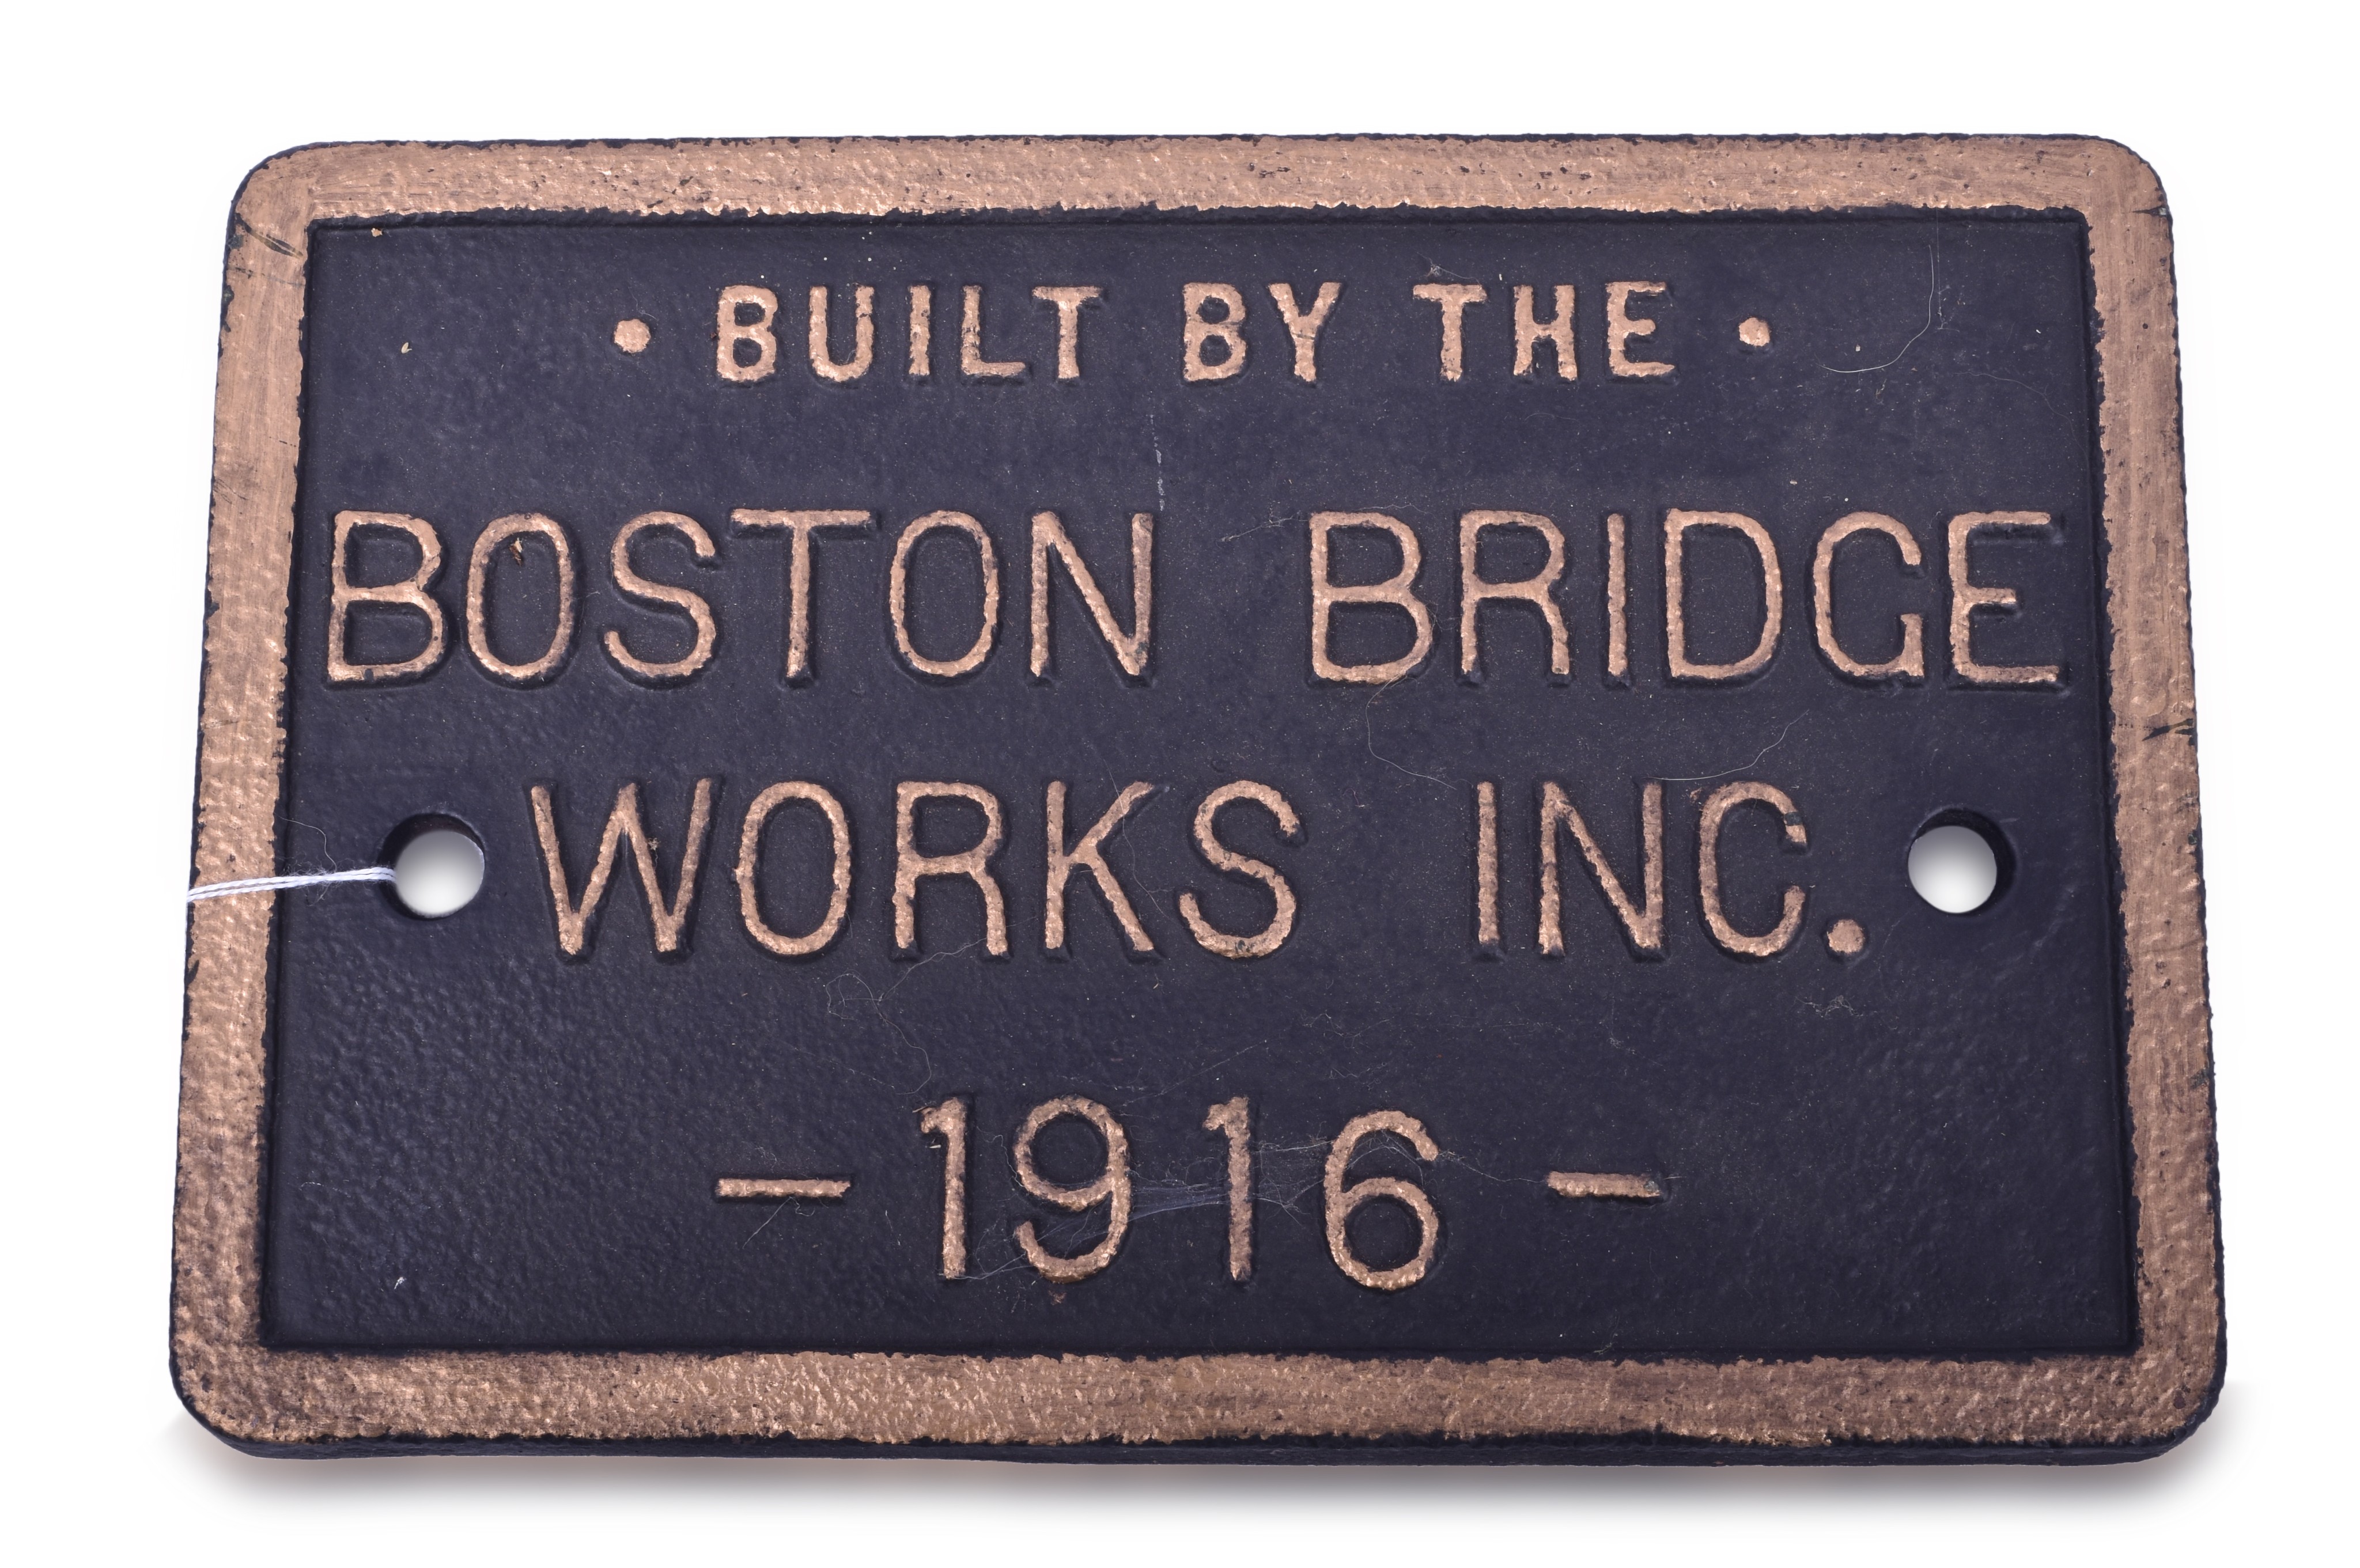 • BUILT BY THE •
BOSTON BRIDGE
WORKS INC.
– 1916 –